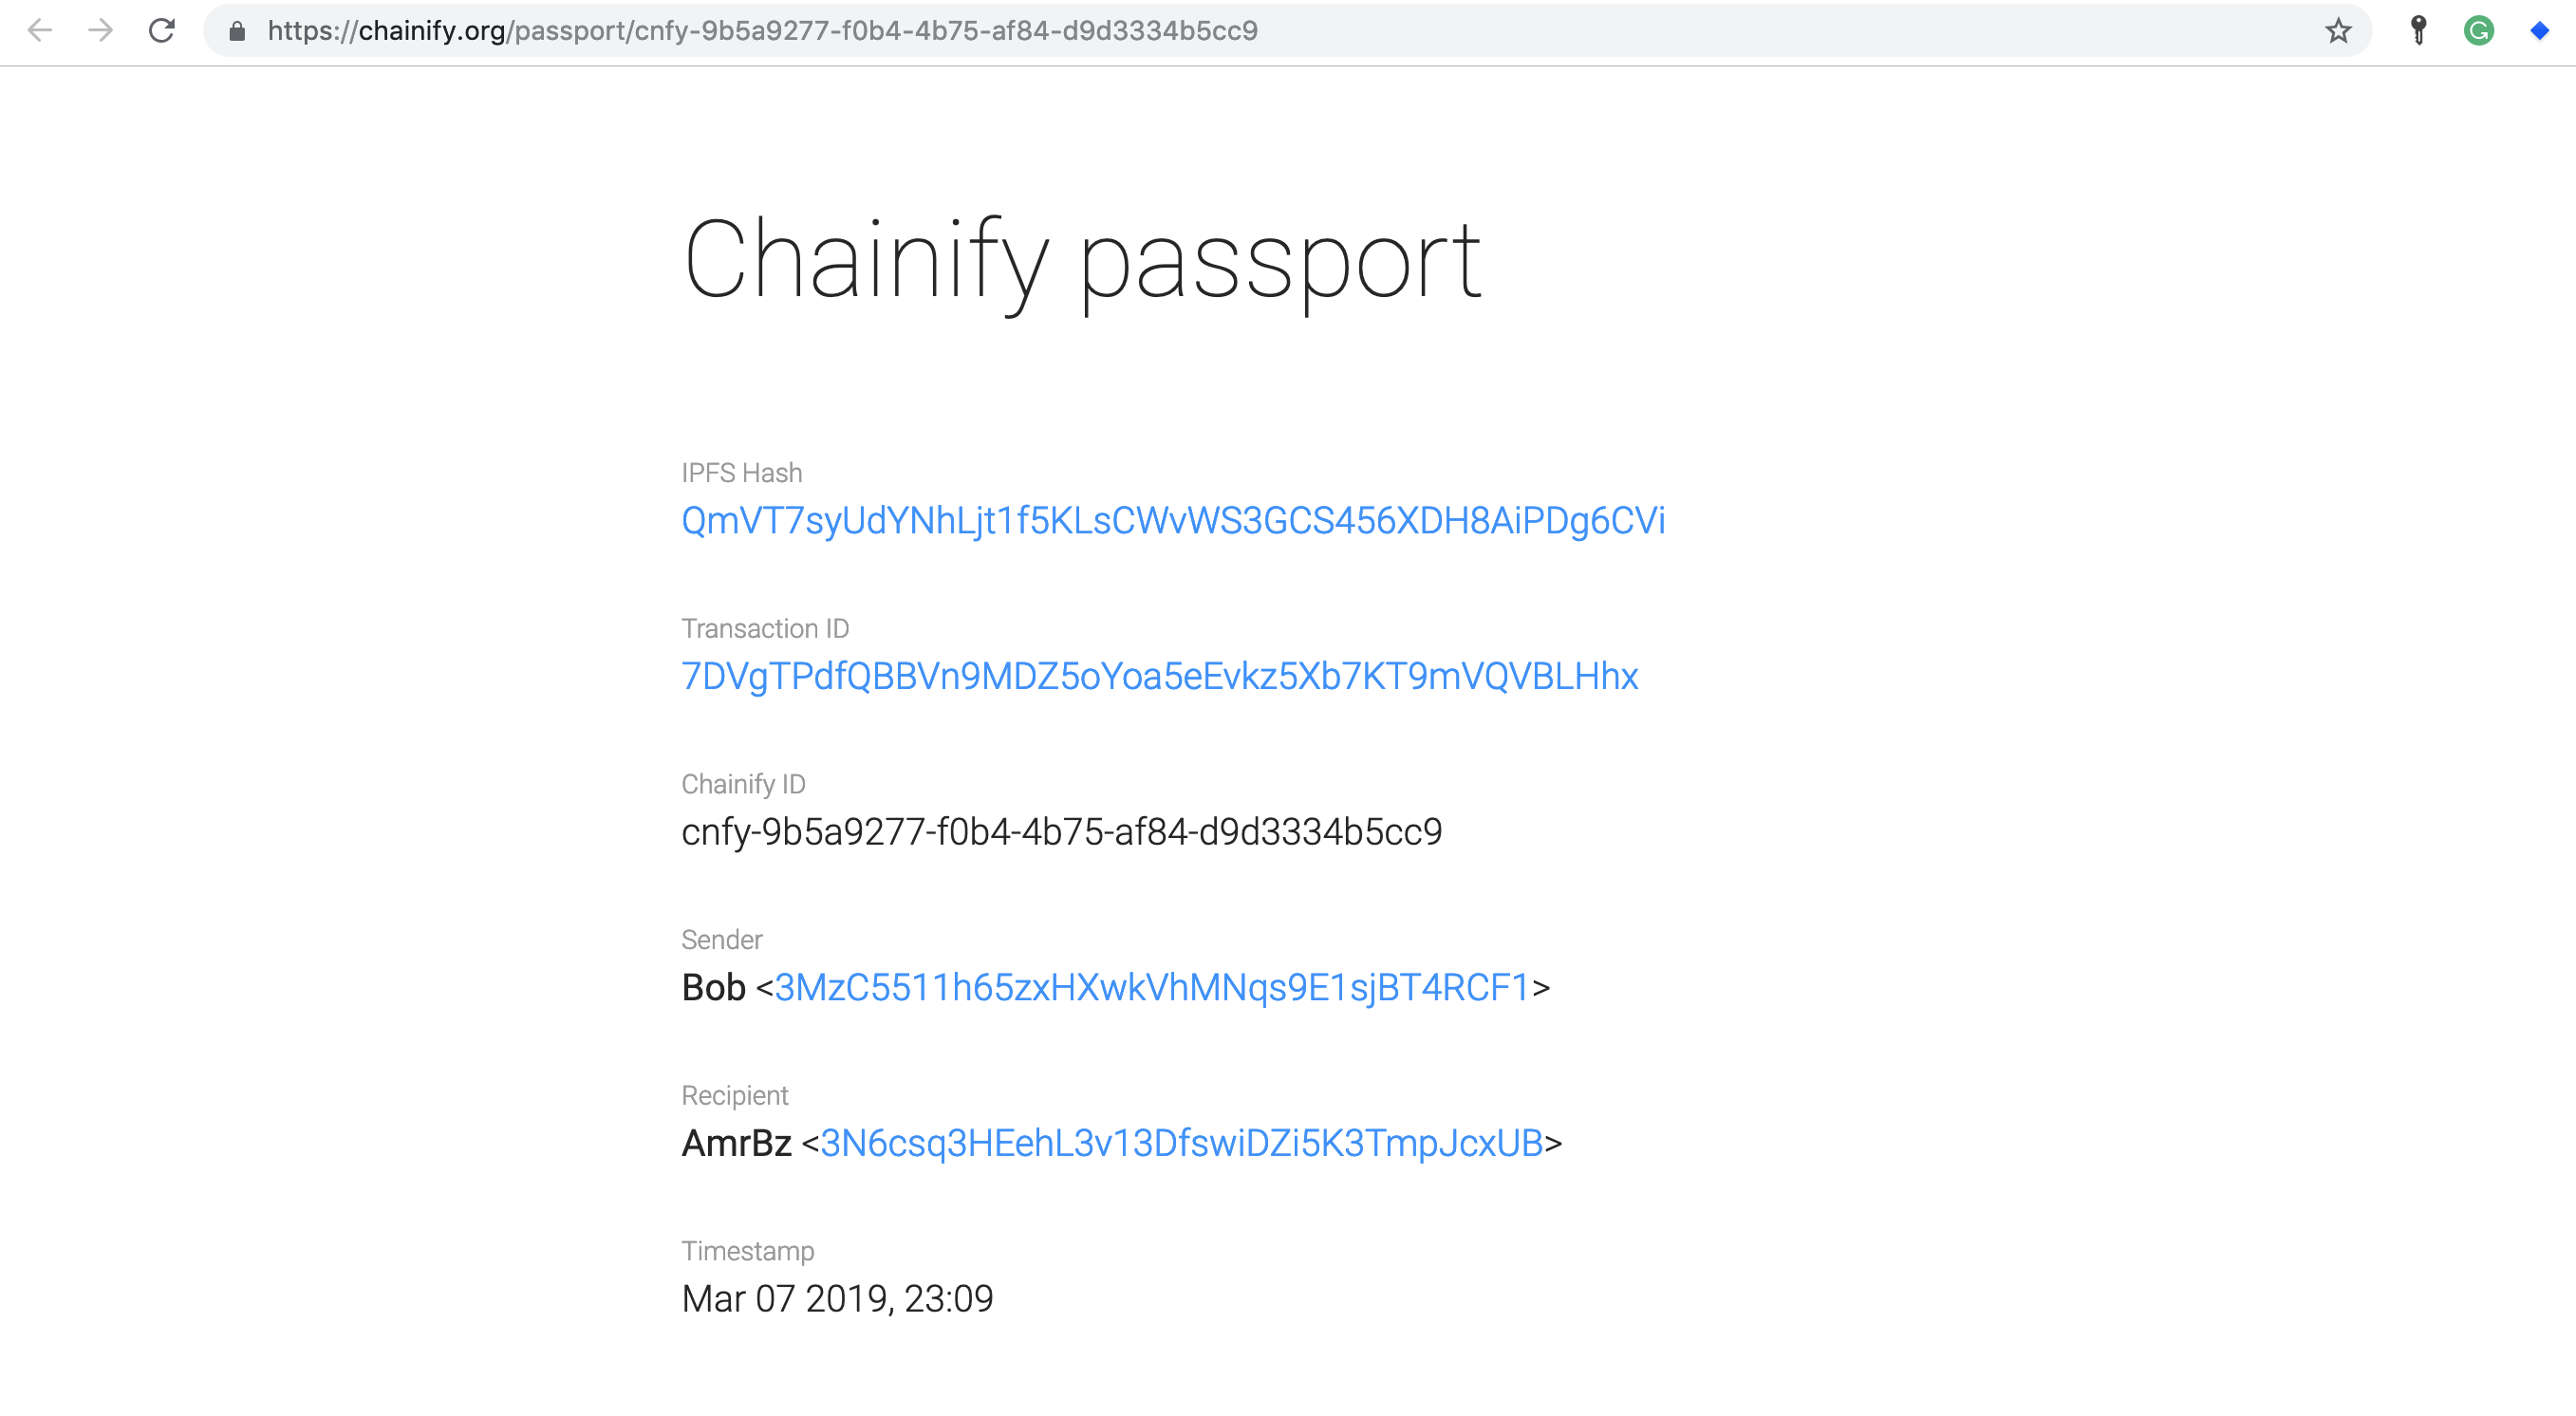 https://chainify.org/passport/cnfy-9b5a9277-f0b4-4b75-af84-d9d3334b5cc9
Chainify passport
IPFS Hash
QmVT7syUdYNhLjt1f5KLsCWvWS3GCS456XDH8AiPDg6CVi
Transaction ID
7DVgTPdfQBBVn9MDZ5oYoa5eEvkz5Xb7KT9mVQVBLHhx
Chainify ID
cnfy-9b5a9277-f0b4-4b75-af84-d9d3334b5cc9
Sender
Bob <3MzC5511h65zxHXwkVhMNqs9E1sjBT4RCF1>
Recipient
AmrBz <3N6csq3HEehL3v13DfswiDZi5K3TmpJcxUB>
Timestamp
Mar 07 2019, 23:09